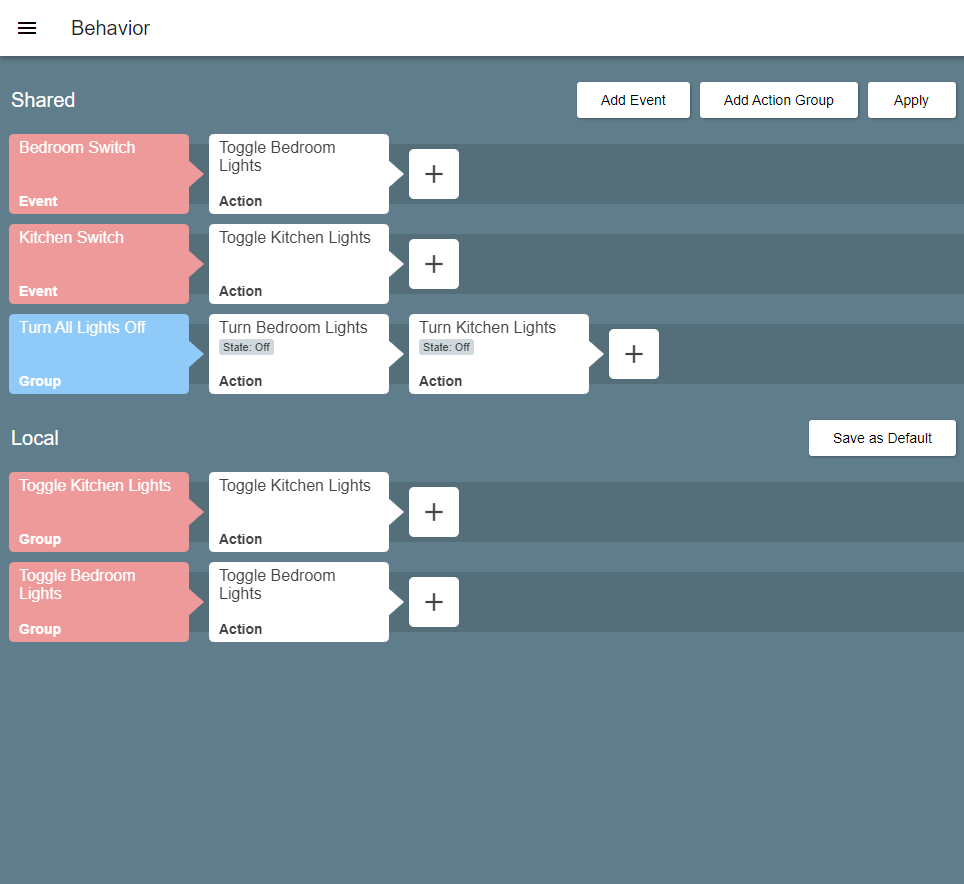 Behavior
Shared
Add Event
Add Action Group
Apply
Bedroom Switch
Event
Toggle Bedroom
Lights
Action
Kitchen Switch
Event
Toggle Kitchen Lights
Action
Turn All Lights Off
Group
Turn Bedroom Lights
State: Off
Action
Turn Kitchen Lights
State: Off
Action
Local
Save as Default
Toggle Kitchen Lights
Group
Toggle Kitchen Lights
Action
Toggle Bedroom
Lights
Group
Toggle Bedroom
Lights
Action